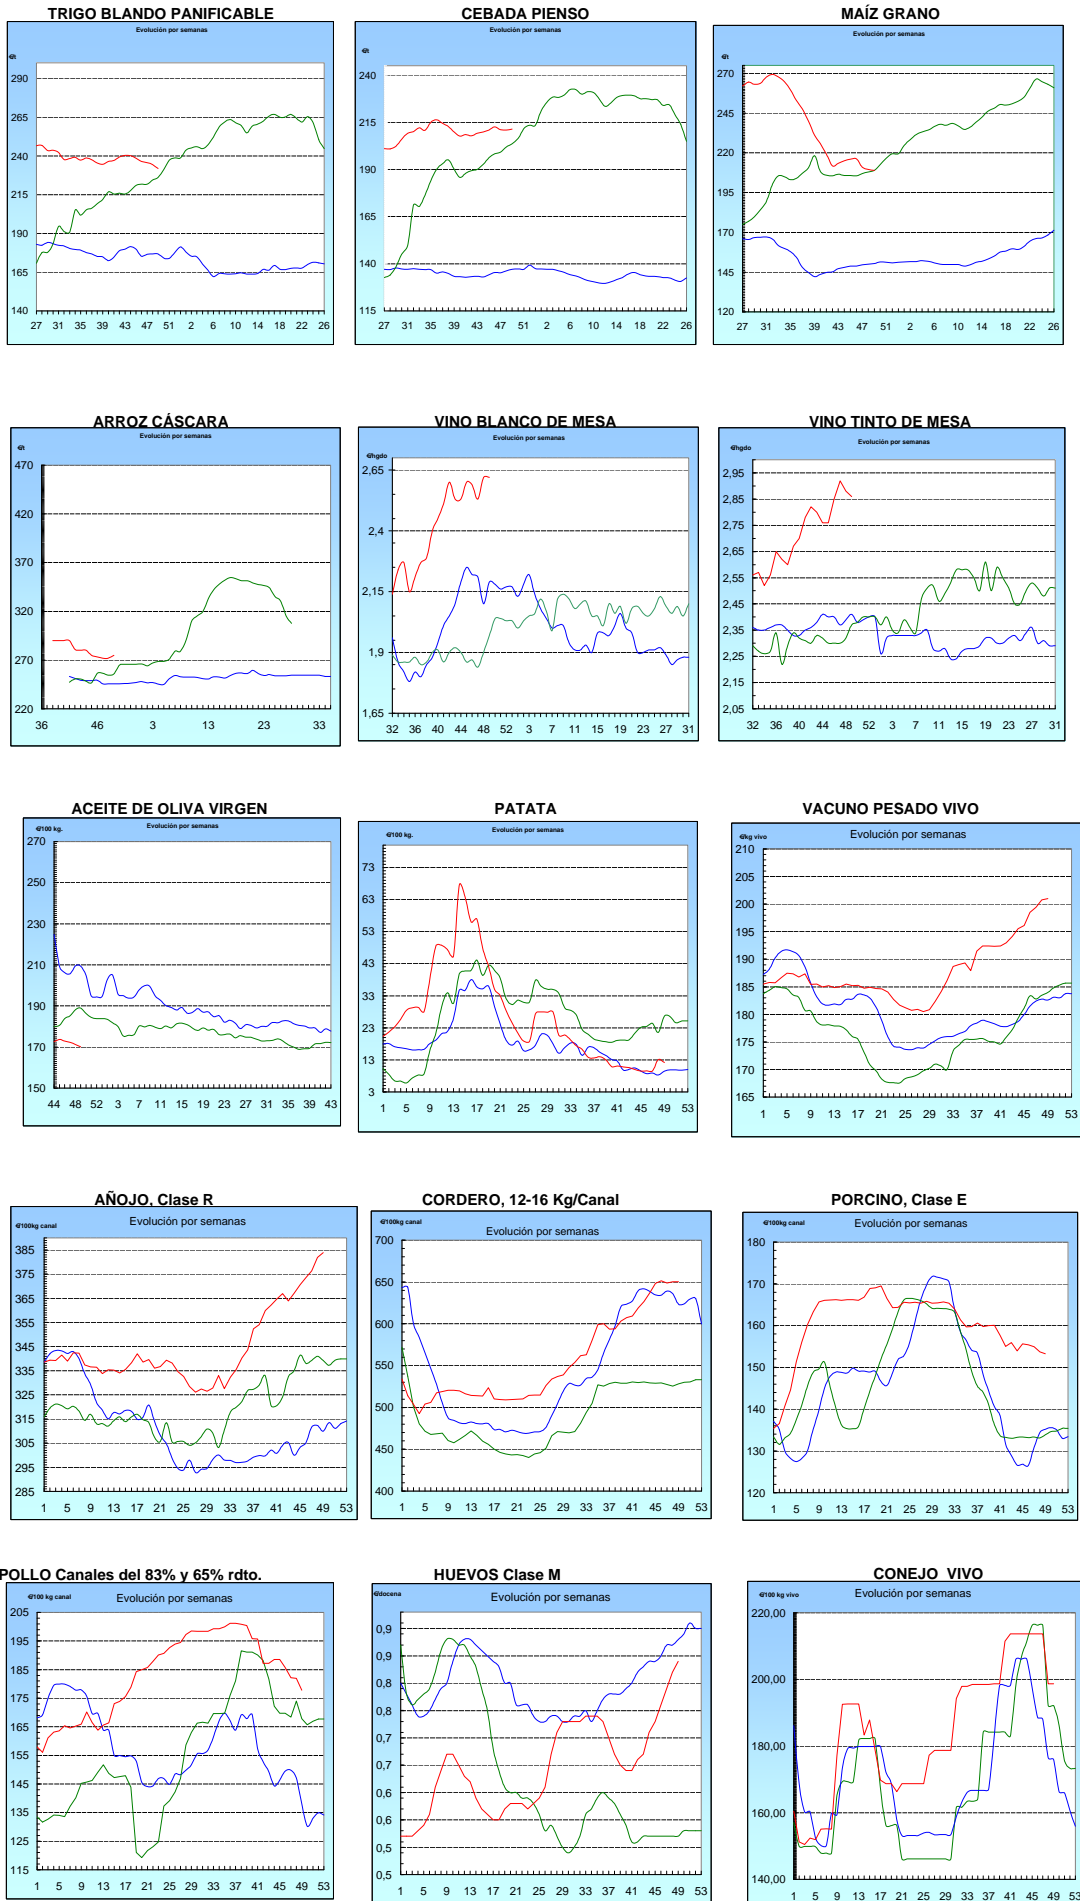 TRIGO BLANDO PANIFICABLE
Evolución por semanas
€/t
290
265
240
215
190
165
140
27 31 35 39 43 47 51 2 6 10 14 18 22 26
CEBADA PIENSO
Evolución por semanas
€/t
240
215
190
165
140
115
27 31 35 39 43 47 51 2 6 10 14 18 22 26
MAÍZ GRANO
Evolución por semanas
€/t
270
245
220
195
170
145
120
27 31 35 39 43 47 51 2 6 10 14 18 22 26
ARROZ CÁSCARA
Evolución por semanas
€/t
470
420
370
320
270
220
36 46 3 13 23 33
VINO BLANCO DE MESA
Evolución por semanas
€/hgdo
2,65
2,4
2,15
1,9
1,65
32 36 40 44 48 52 3 7 11 15 19 23 27 31
VINO TINTO DE MESA
Evolución por semanas
€/hgdo
2,95
2,85
2,75
2,65
2,55
2,45
2,35
2,25
2,15
2,05
32 36 40 44 48 52 3 7 11 15 19 23 27 31
ACEITE DE OLIVA VIRGEN
Evolución por semanas
€/100 kg.
270
250
230
210
190
170
150
44 48 52 3 7 11 15 19 23 27 31 35 39 43
PATATA
Evolución por semanas
€/100 kg.
73
63
53
43
33
23
13
3
1 5 9 13 17 21 25 29 33 37 41 45 49 53
VACUNO PESADO VIVO
Evolución por semanas
€/kg vivo
210
205
200
195
190
185
180
175
170
165
1 5 9 13 17 21 25 29 33 37 41 45 49 53
AÑOJO, Clase R
Evolución por semanas
€/100kg canal
385
375
365
355
345
335
325
315
305
295
285
1 5 9 13 17 21 25 29 33 37 41 45 49 53
CORDERO, 12-16 Kg/Canal
Evolución por semanas
€/100kg canal
700
650
600
550
500
450
400
1 5 9 13 17 21 25 29 33 37 41 45 49 53
PORCINO, Clase E
Evolución por semanas
€/100kg canal
180
170
160
150
140
130
120
1 5 9 13 17 21 25 29 33 37 41 45 49 53
POLLO Canales del 83% y 65% rdto.
Evolución por semanas
€/100 kg canal
205
195
185
175
165
155
145
135
125
115
1 5 9 13 17 21 25 29 33 37 41 45 49 53
HUEVOS Clase M
Evolución por semanas
€/docena
0,9
0,9
0,8
0,8
0,7
0,7
0,6
0,6
0,5
0,5
1 5 9 13 17 21 25 29 33 37 41 45 49 53
CONEJO VIVO
Evolución por semanas
€/100 kg vivo
220,00
200,00
180,00
160,00
140,00
1 5 9 13 17 21 25 29 33 37 41 45 49 53